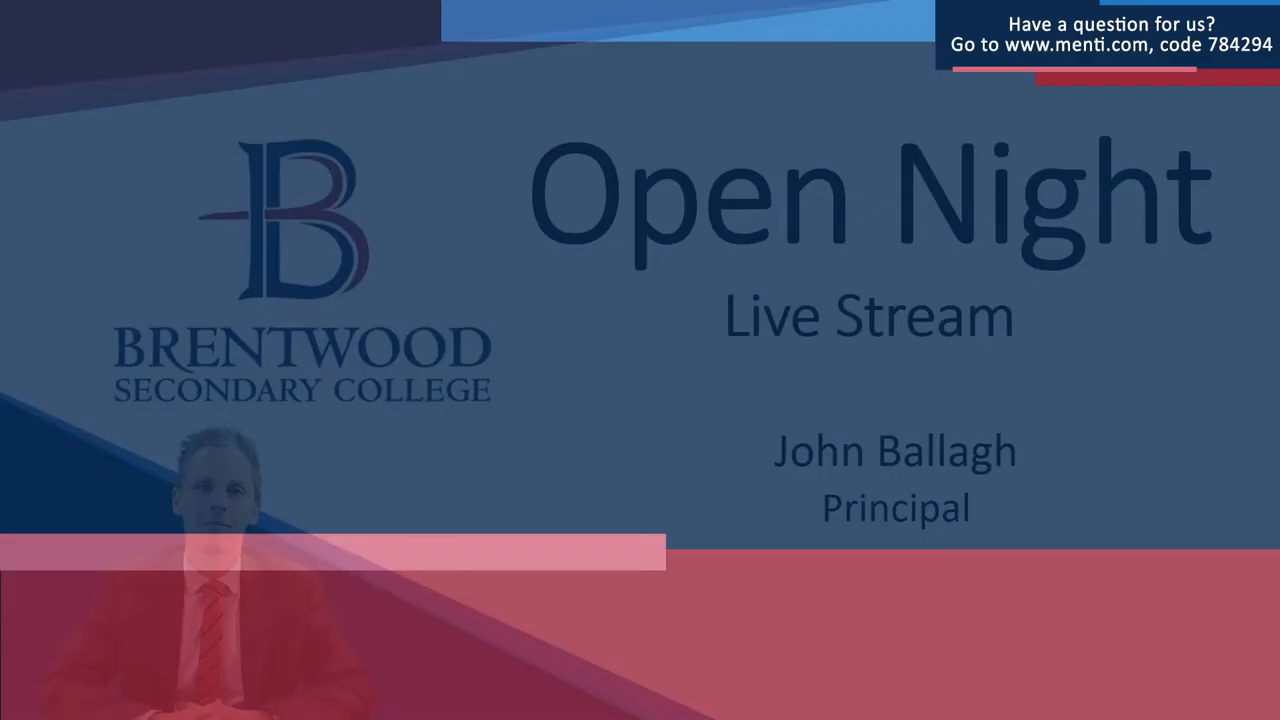 Have a question for us?
Go to www.menti.com, code 784294
Open Night
Live Stream
B
BRENTWOOD
SECONDARY COLLEGE
John Ballagh
Principal